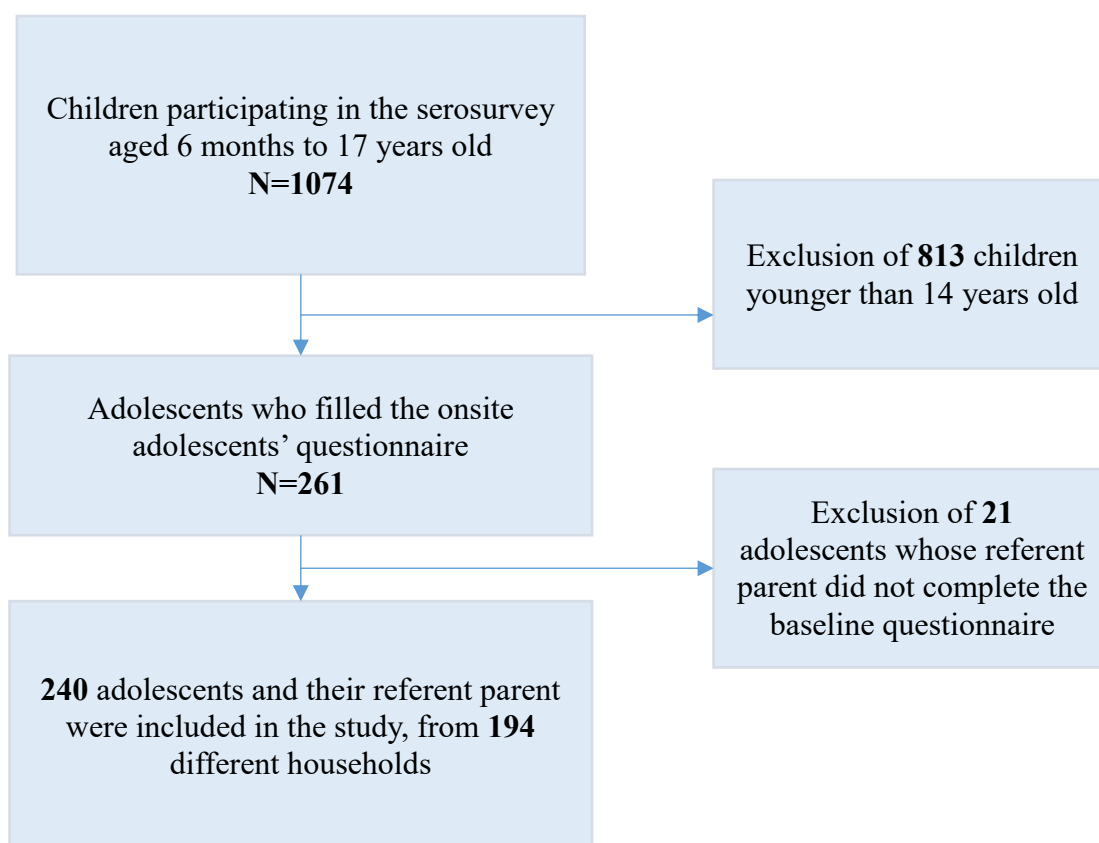 Children participating in the serosurvey
aged 6 months to 17 years old
N=1074
Exclusion of 813 children
younger than 14 years old
Adolescents who filled the onsite
adolescents’ questionnaire
N=261
Exclusion of 21
adolescents whose referent
parent did not complete the
baseline questionnaire
240 adolescents and their referent parent
were included in the study, from 194
different households